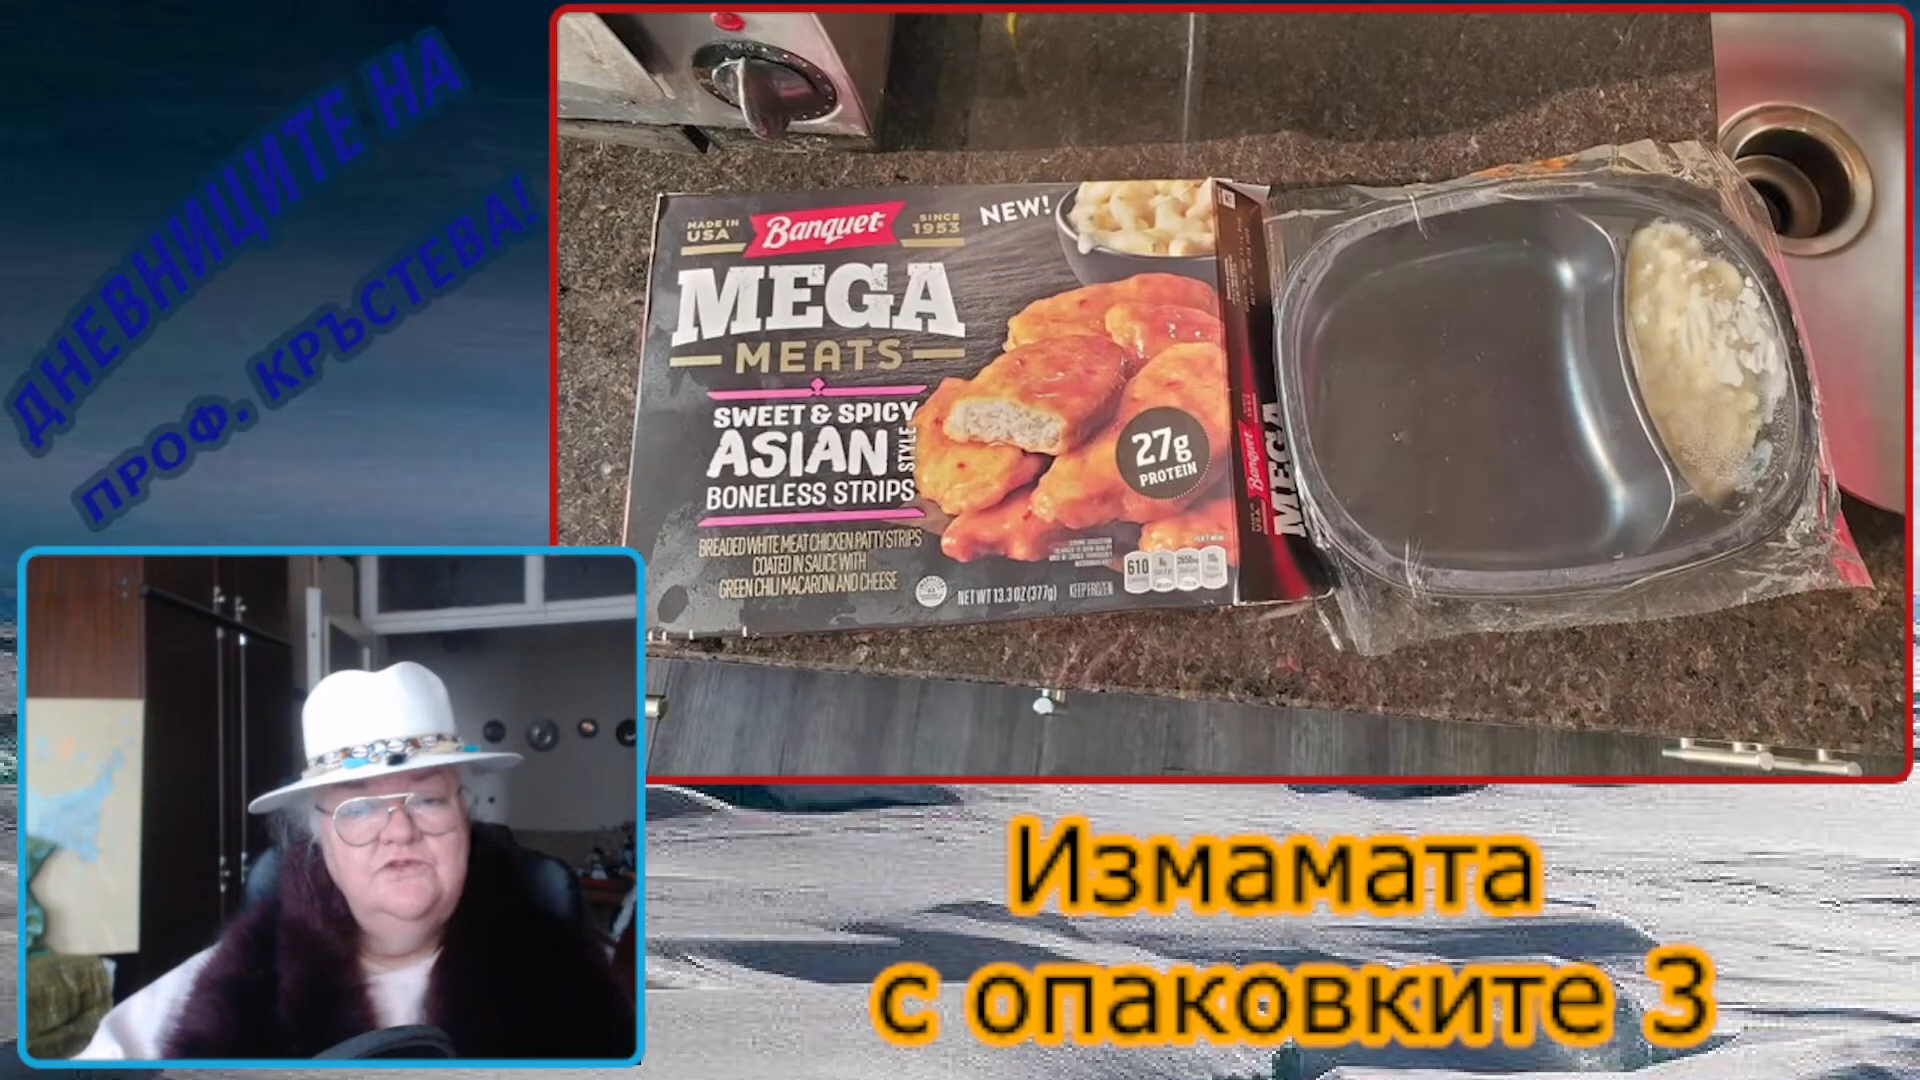 ДНЕВНИЦИТЕ НА
ПРОФ. КРЪСТЕВА!
MADE IN
USA
Banquet
SINCE
1953
NEW!
MEGA
MEATS
SWEET & SPICY
ASIAN
STYLE
BONELESS STRIPS
27g
PROTEIN
BREADED WHITE MEAT CHICKEN PATTY STRIPS
COATED IN SAUCE WITH
GREEN CHILI MACARONI AND CHEESE
NET WT 13.3 OZ (377g)
KEEP FROZEN
610
Banquet
MEGA
Измамата
с опаковките 3